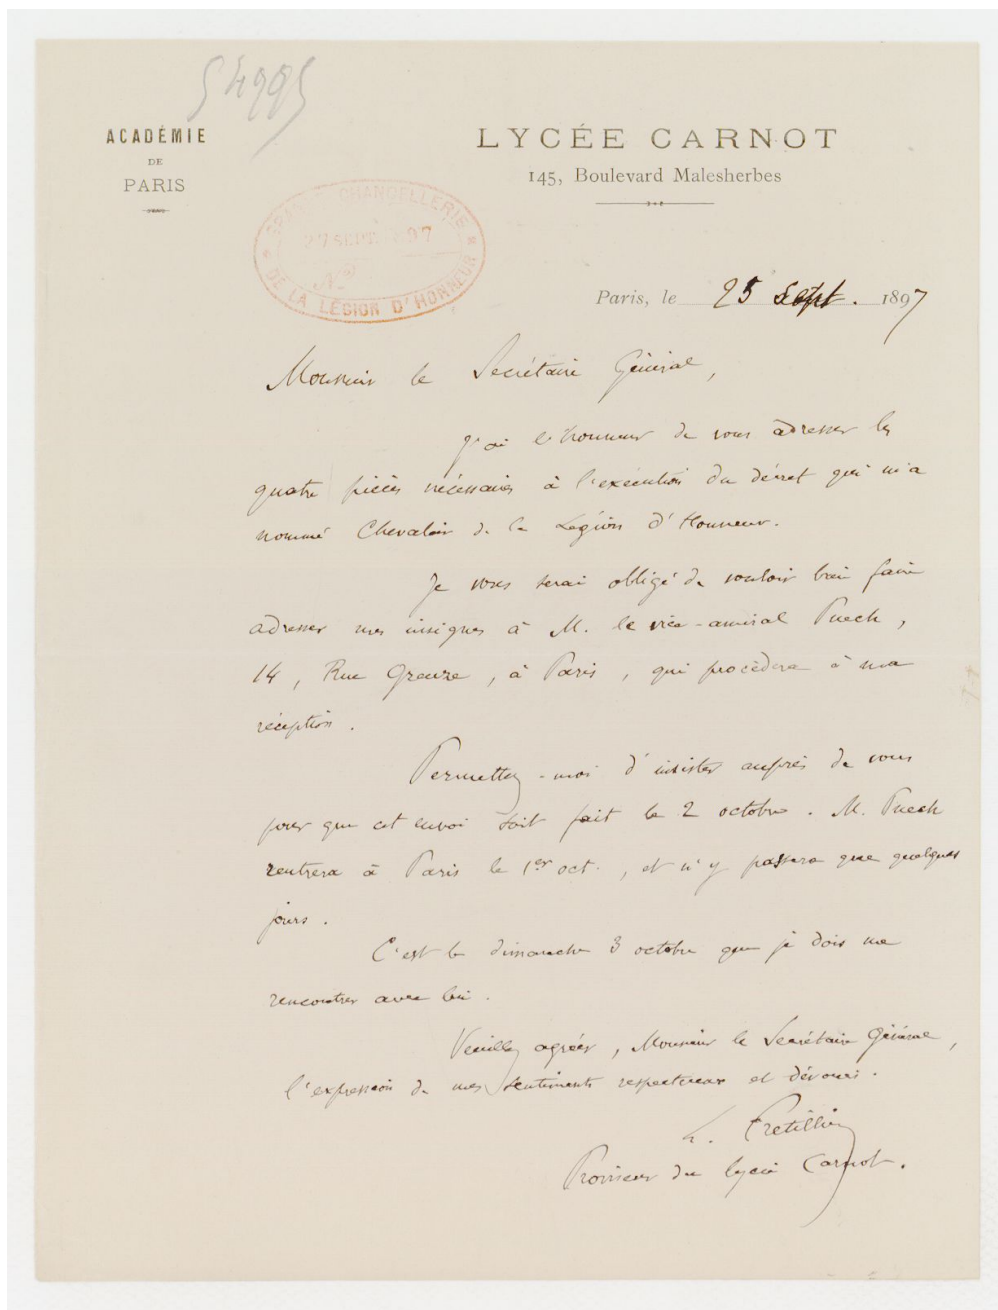 54995
ACADÉMIE
DE
PARIS
LYCÉE CARNOT
145, Boulevard Malesherbes
GRANDE CHANCELLERIE
27 SEPT. 97
No
DE LA LÉGION D'HONNEUR
Paris, le 25 Sept. 1897
Monsieur le Secrétaire Général,
J'ai l'honneur de vous adresser les
quatre pièces nécessaires à l'exécution du décret qui m'a
nommé Chevalier de la Légion d'Honneur.
Je vous serai obligé de vouloir bien faire
adresser mes insignes à M. le vice-amiral Puech,
14, Rue Greuze, à Paris, qui procèdera à ma
réception.
Permettez-moi d'insister auprès de vous
pour que cet envoi soit fait le 2 octobre. M. Puech
rentrera à Paris le 1er oct., et n'y passera que quelques
jours.
C'est le dimanche 3 octobre que je dois me
rencontrer avec lui.
Veuillez agréer, Monsieur le Secrétaire Général,
l'expression de mes sentiments respectueux et dévoués.
Proviseur du lycée Carnot.